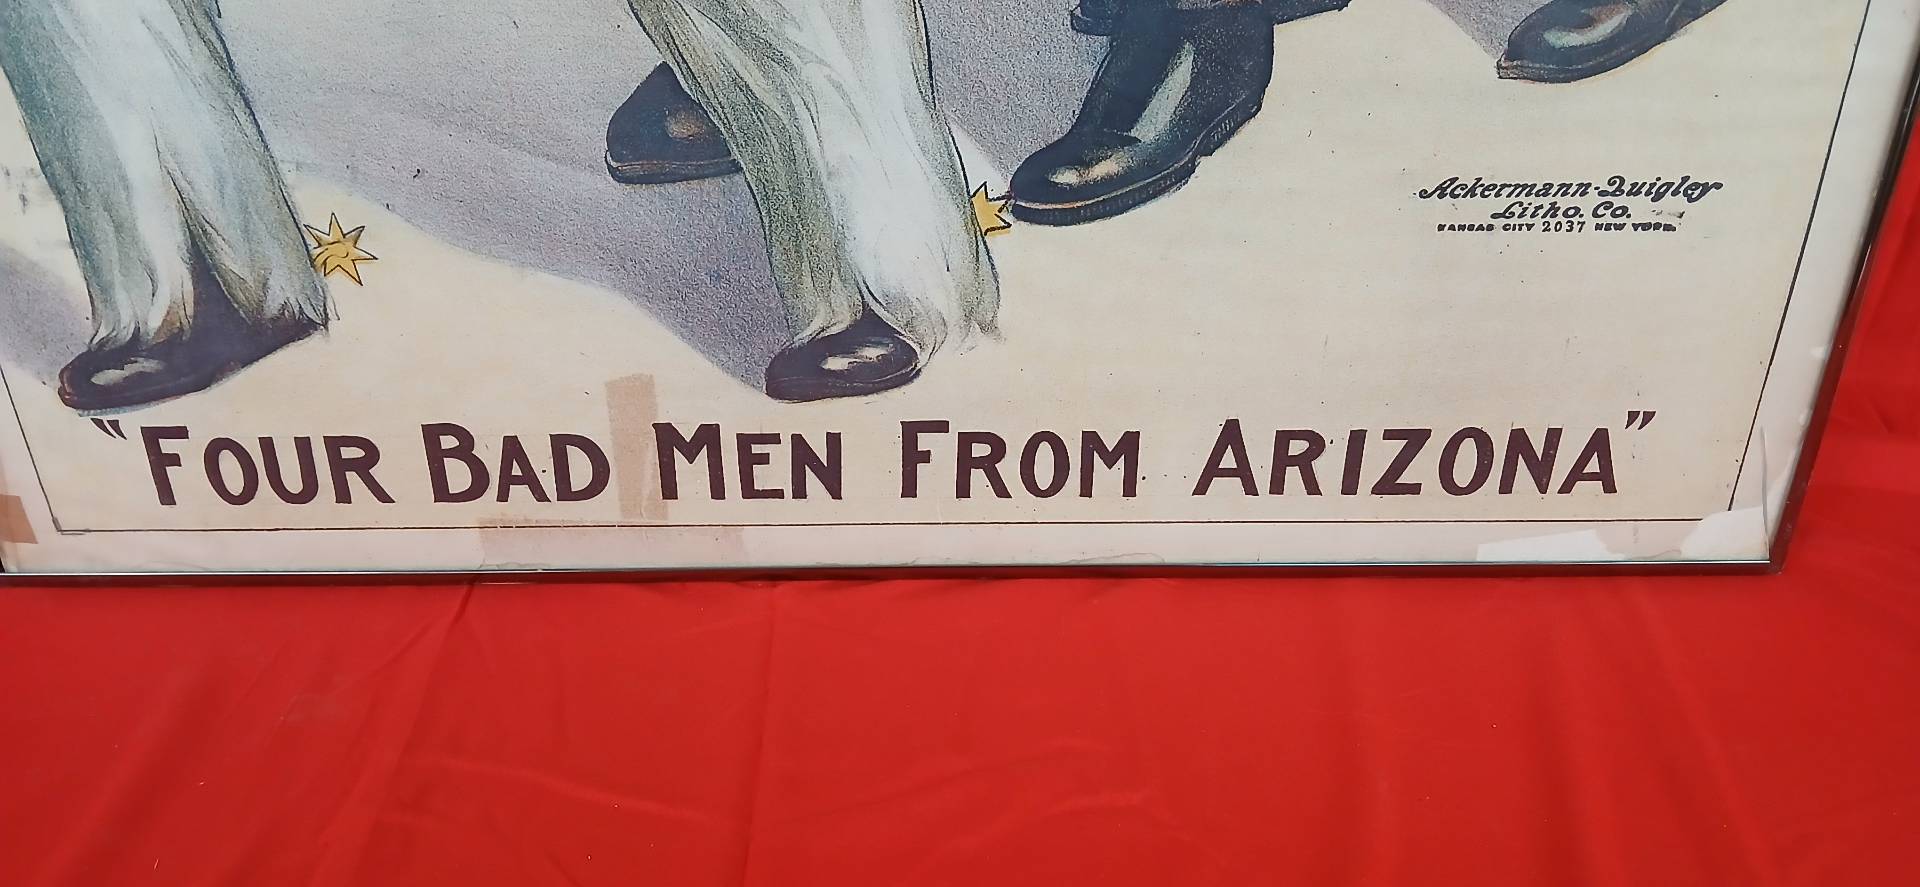 Ackermann-Quigley
Litho. Co.
KANSAS CITY 2037 NEW YORK.
"FOUR BAD MEN FROM ARIZONA"